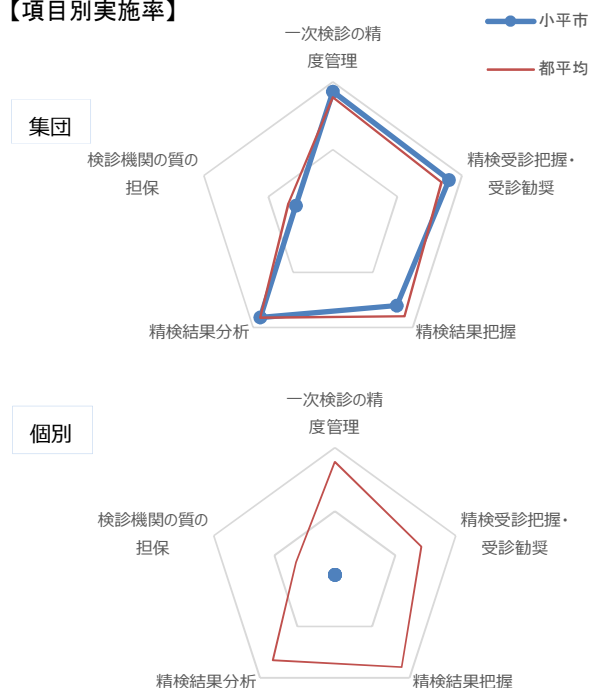 【項目別実施率】
小平市
都平均
集団
一次検診の精
度管理
精検受診把握・
受診勧奨
精検結果把握
精検結果分析
検診機関の質の
担保
個別
一次検診の精
度管理
精検受診把握・
受診勧奨
精検結果把握
精検結果分析
検診機関の質の
担保